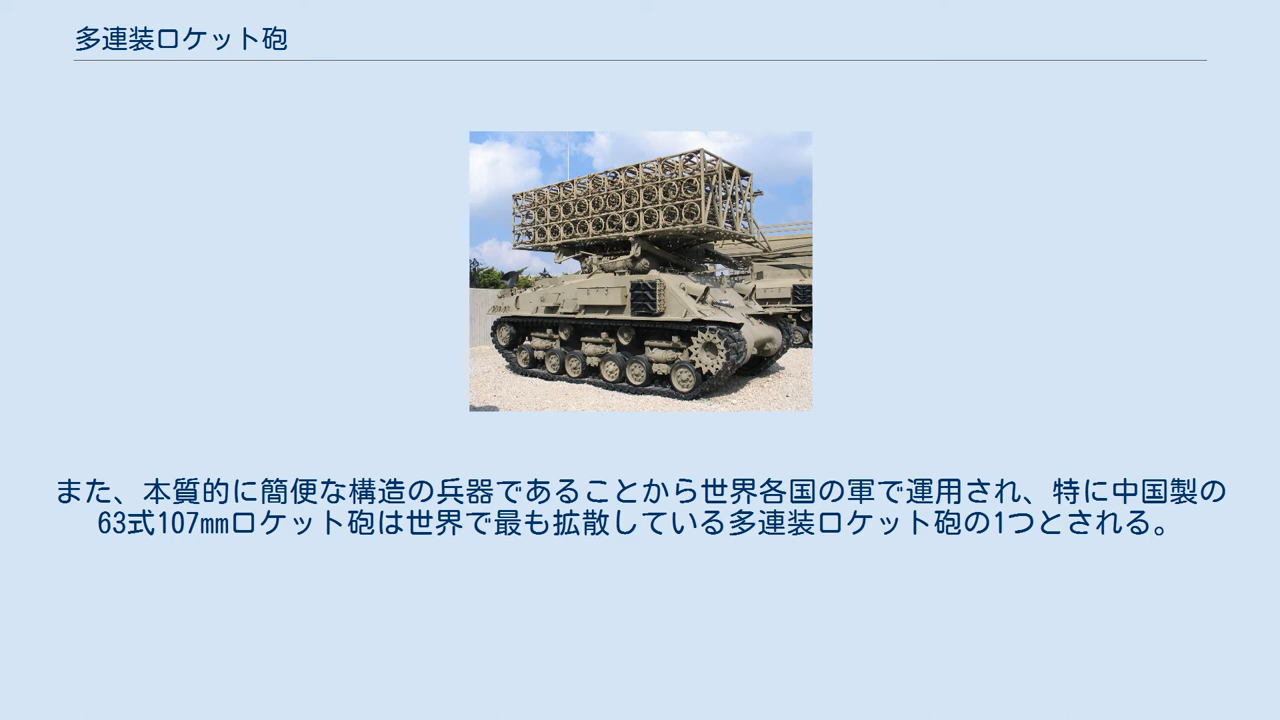 多連装ロケット砲
また、本質的に簡便な構造の兵器であることから世界各国の軍で運用され、特に中国製の
63式107mmロケット砲は世界で最も拡散している多連装ロケット砲の1つとされる。